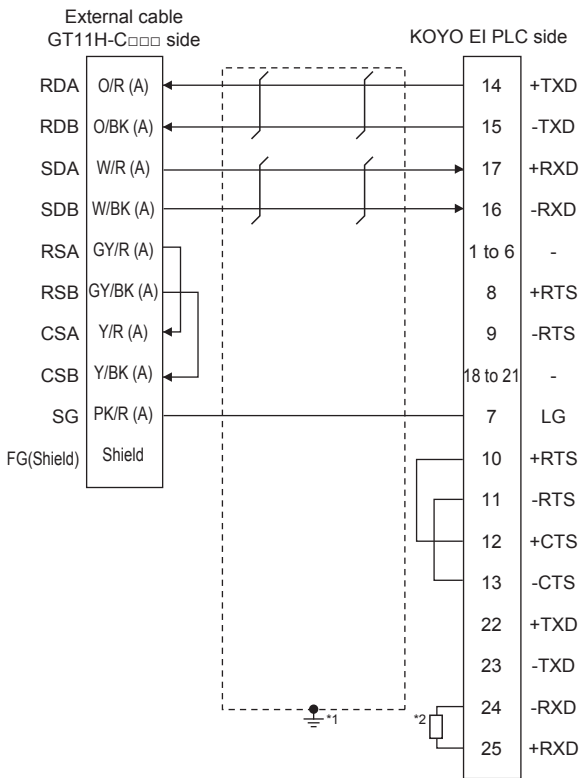 External cable
GT11H-C□□□ side
KOYO EI PLC side
RDA O/R (A) 14 +TXD
RDB O/BK (A) 15 -TXD
SDA W/R (A) 17 +RXD
SDB W/BK (A) 16 -RXD
RSA GY/R (A) 1 to 6 -
RSB GY/BK (A) 8 +RTS
CSA Y/R (A) 9 -RTS
CSB Y/BK (A) 18 to 21 -
SG PK/R (A) 7 LG
FG(Shield) Shield 10 +RTS
11 -RTS
12 +CTS
13 -CTS
22 +TXD
23 -TXD
*1 *2 24 -RXD
25 +RXD